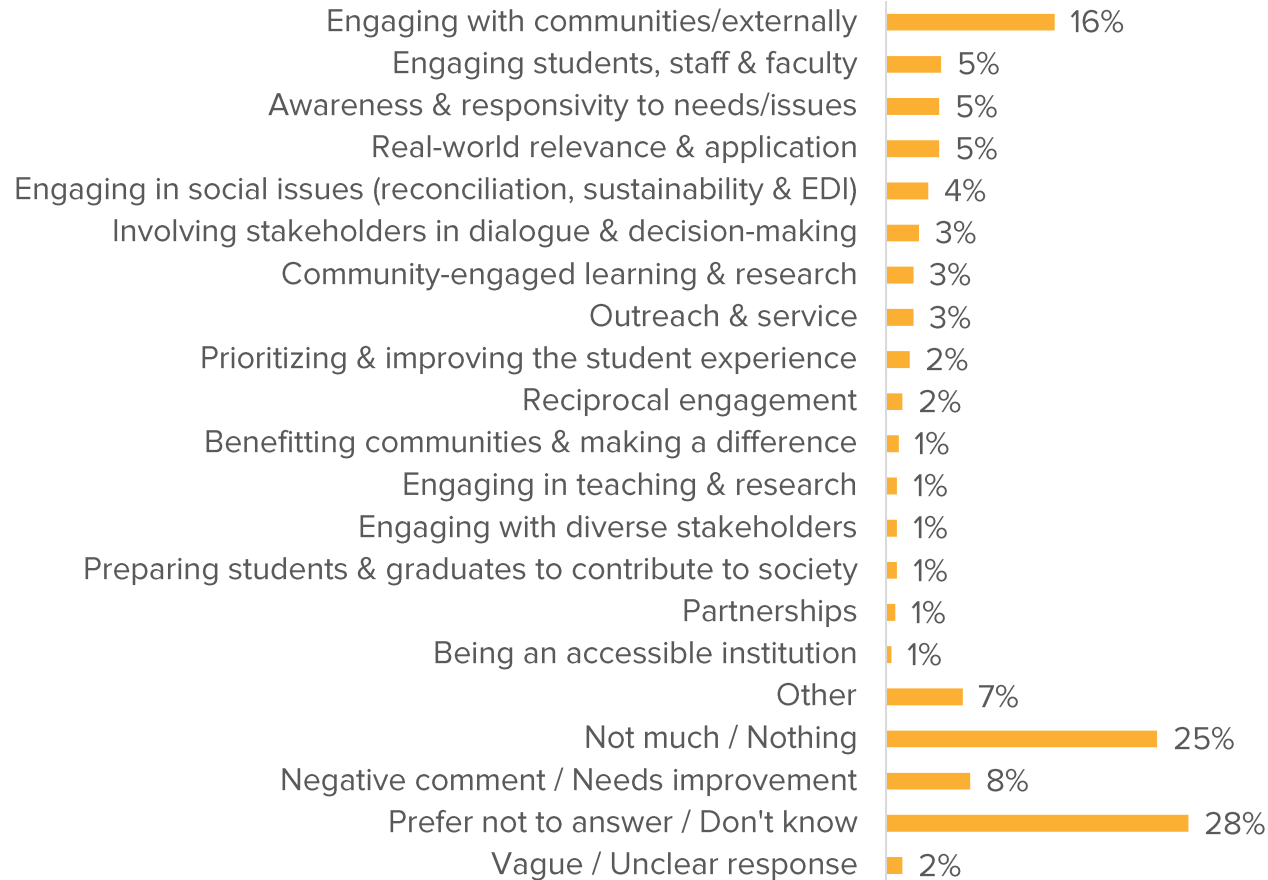 Engaging with communities/externally 16%
Engaging students, staff & faculty 5%
Awareness & responsivity to needs/issues 5%
Real-world relevance & application 5%
Engaging in social issues (reconciliation, sustainability & EDI) 4%
Involving stakeholders in dialogue & decision-making 3%
Community-engaged learning & research 3%
Outreach & service 3%
Prioritizing & improving the student experience 2%
Reciprocal engagement 2%
Benefitting communities & making a difference 1%
Engaging in teaching & research 1%
Engaging with diverse stakeholders 1%
Preparing students & graduates to contribute to society 1%
Partnerships 1%
Being an accessible institution 1%
Other 7%
Not much / Nothing 25%
Negative comment / Needs improvement 8%
Prefer not to answer / Don't know 28%
Vague / Unclear response 2%